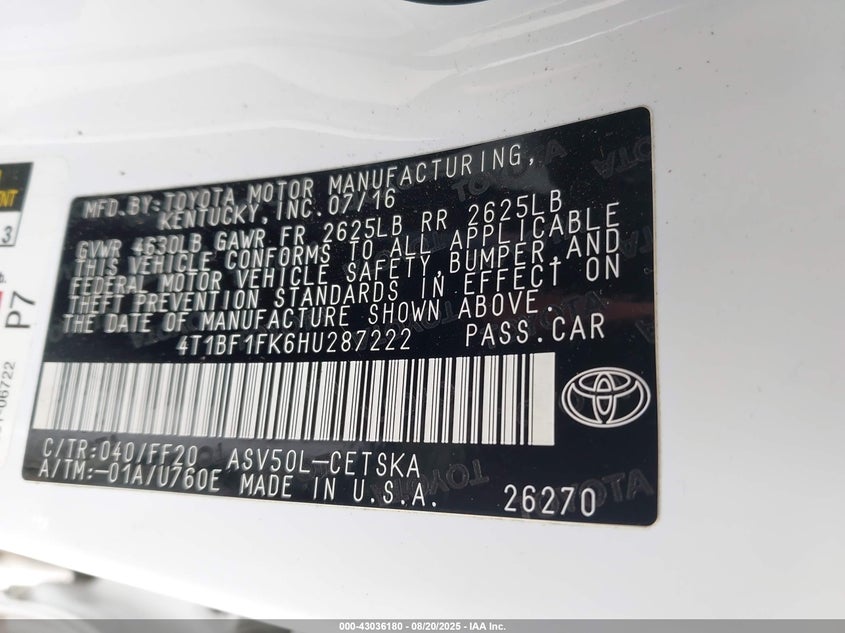 MFD.BY:TOYOTA MOTOR MANUFACTURING,
KENTUCKY, INC. 07/16
GVWR 4630LB GAWR FR 2625LB RR 2625LB
THIS VEHICLE CONFORMS TO ALL APPLICABLE
FEDERAL MOTOR VEHICLE SAFETY,BUMPER,AND
THEFT PREVENTION STANDARDS IN EFFECT ON
THE DATE OF MANUFACTURE SHOWN ABOVE.
4T1BF1FK6HU287222 PASS.CAR
C/TR:040/FF20 ASV50L-CETSKA
A/TM:-01A/U760E MADE IN U.S.A. 26270
TOYOTA
P7
3
000-43036180 - 08/20/2025 - IAA Inc.